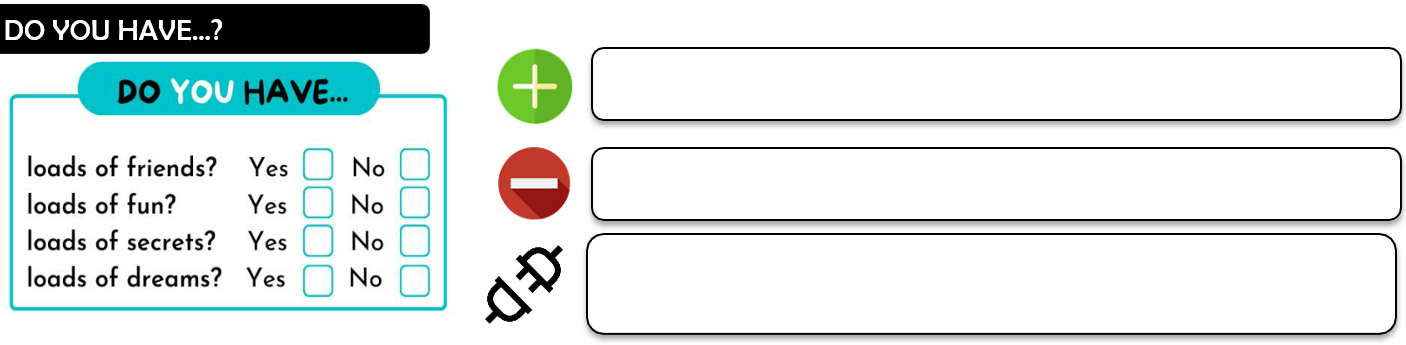 DO YOU HAVE...?
DO YOU HAVE...
loads of friends? Yes No
loads of fun? Yes No
loads of secrets? Yes No
loads of dreams? Yes No